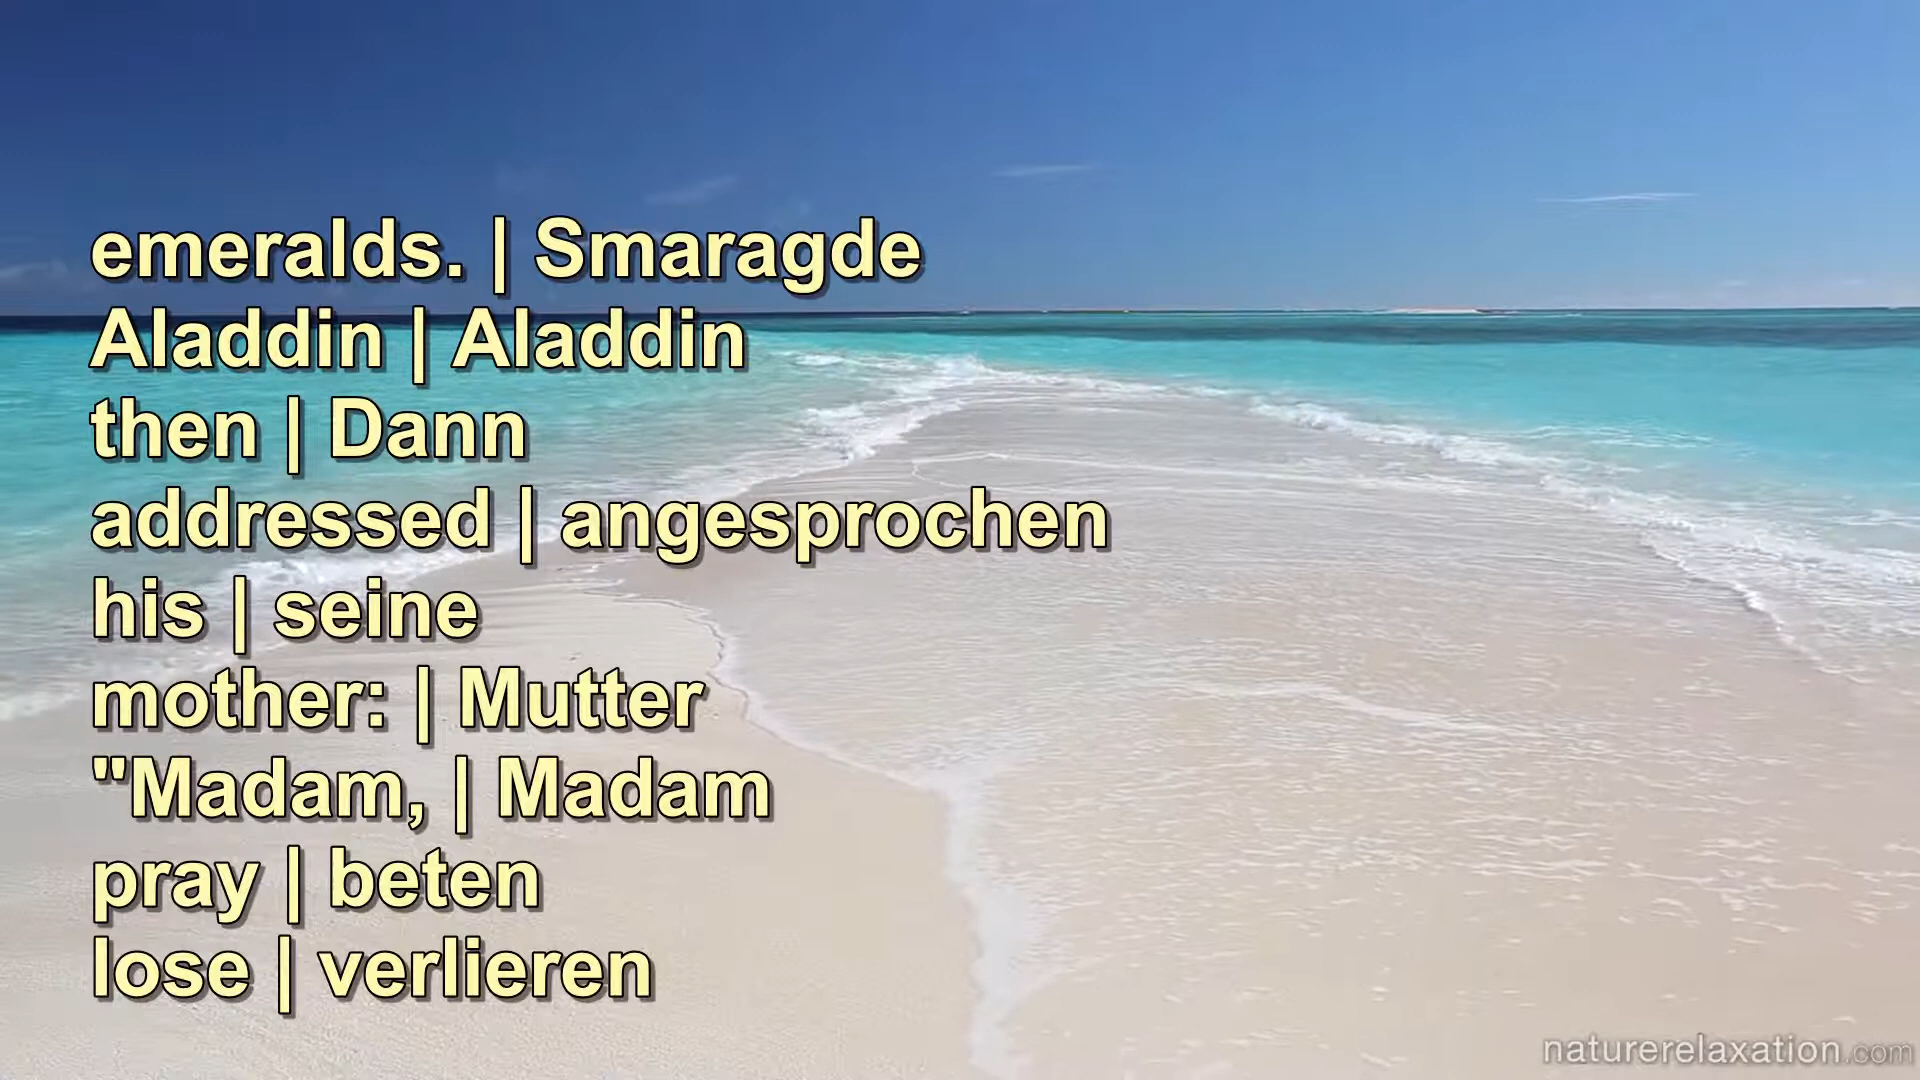 emeralds. | Smaragde
Aladdin | Aladdin
then | Dann
addressed | angesprochen
his | seine
mother: | Mutter
"Madam, | Madam
pray | beten
lose | verlieren
naturerelaxation.com